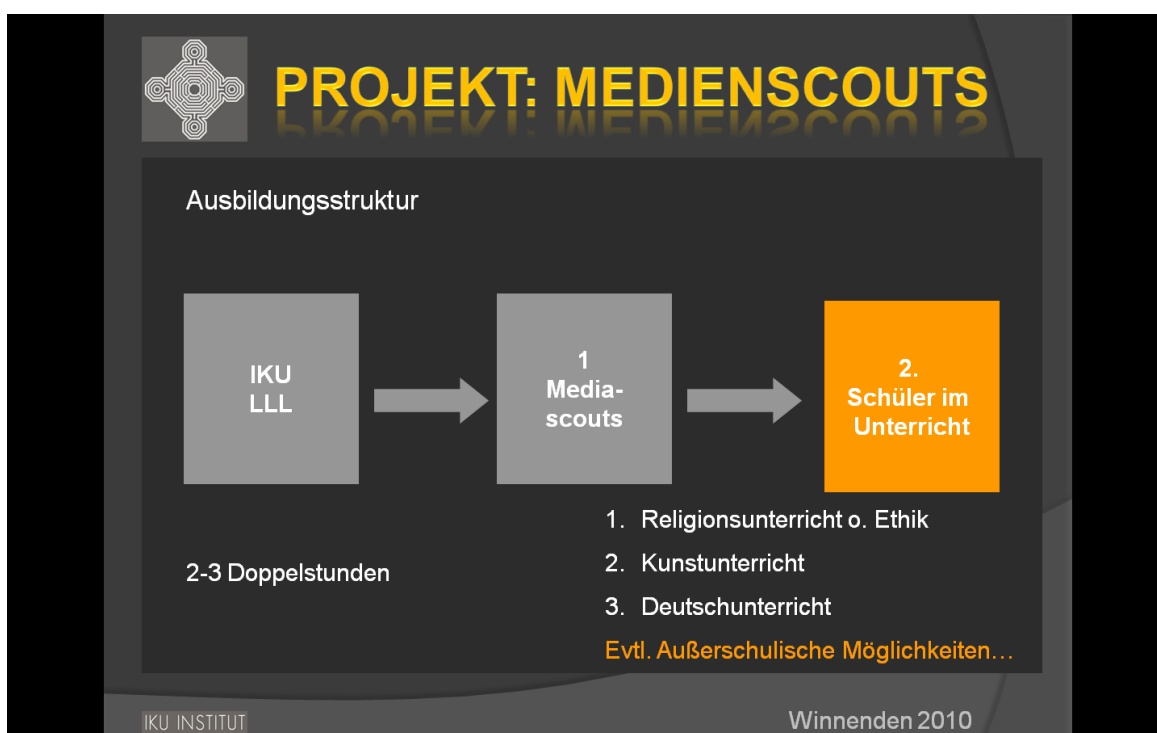 PROJEKT: MEDIENSCOUTS
Ausbildungsstruktur
IKU
LLL
1
Media-
scouts
2.
Schüler im
Unterricht
2-3 Doppelstunden
1. Religionsunterricht o. Ethik
2. Kunstunterricht
3. Deutschunterricht
Evtl. Außerschulische Möglichkeiten…
IKU INSTITUT
Winnenden 2010